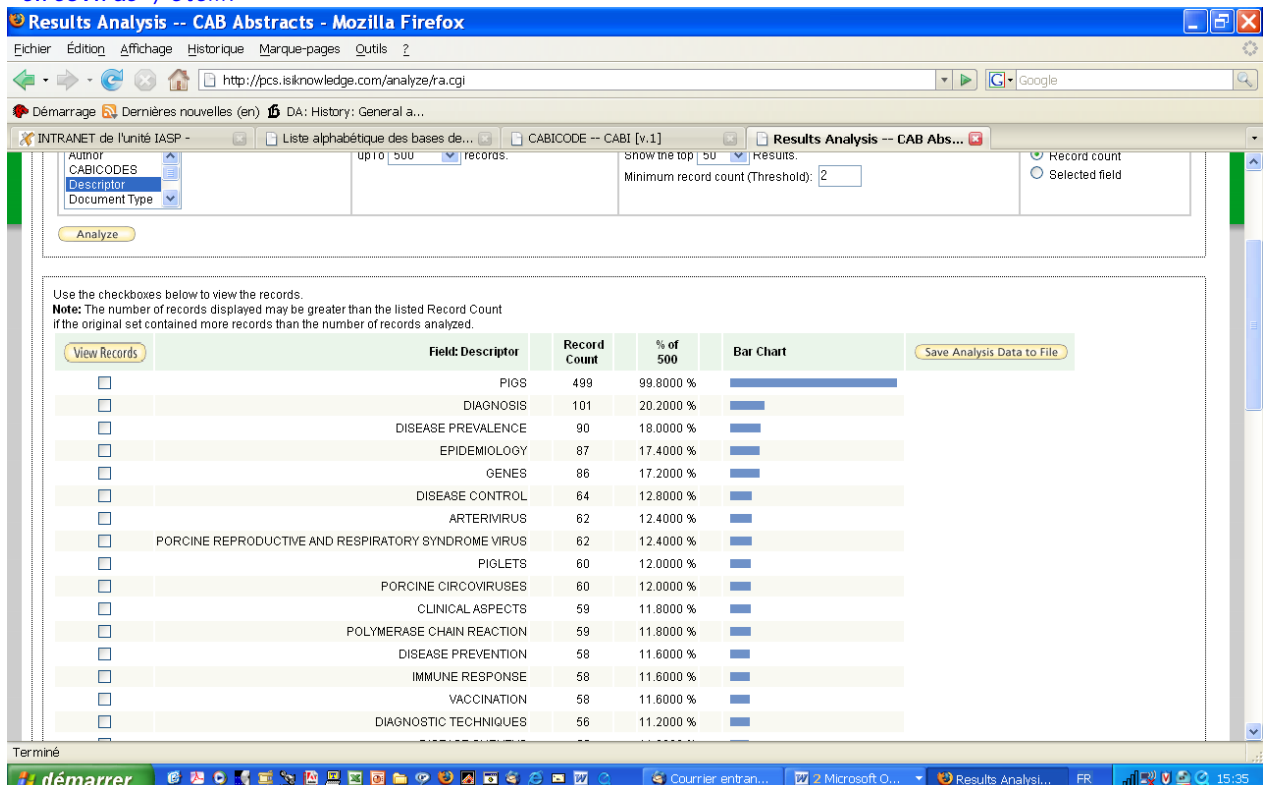 Results Analysis -- CAB Abstracts - Mozilla Firefox
Fichier Édition Affichage Historique Marque-pages Outils ?
http://pcs.isiknowledge.com/analyze/ra.cgi G Google
Démarrage Dernières nouvelles (en) DA: History: General a...
INTRANET de l'unité IASP - Liste alphabétique des bases de... CABICODE -- CABI [v.1] Results Analysis -- CAB Abs...
Author up To 500 records. Show the top 50 Results. Record count
CABICODES
Descriptor Minimum record count (Threshold): 2 Selected field
Document Type
Analyze
Use the checkboxes below to view the records.
Note: The number of records displayed may be greater than the listed Record Count
if the original set contained more records than the number of records analyzed.
View Records Field: Descriptor Record Count % of 500 Bar Chart Save Analysis Data to File
PIGS 499 99.8000 %
DIAGNOSIS 101 20.2000 %
DISEASE PREVALENCE 90 18.0000 %
EPIDEMIOLOGY 87 17.4000 %
GENES 86 17.2000 %
DISEASE CONTROL 64 12.8000 %
ARTERIVIRUS 62 12.4000 %
PORCINE REPRODUCTIVE AND RESPIRATORY SYNDROME VIRUS 62 12.4000 %
PIGLETS 60 12.0000 %
PORCINE CIRCOVIRUSES 60 12.0000 %
CLINICAL ASPECTS 59 11.8000 %
POLYMERASE CHAIN REACTION 59 11.8000 %
DISEASE PREVENTION 58 11.6000 %
IMMUNE RESPONSE 58 11.6000 %
VACCINATION 58 11.6000 %
DIAGNOSTIC TECHNIQUES 56 11.2000 %
Terminé
démarrer Courrier entran... 2 Microsoft O... Results Analysi... FR 15:35